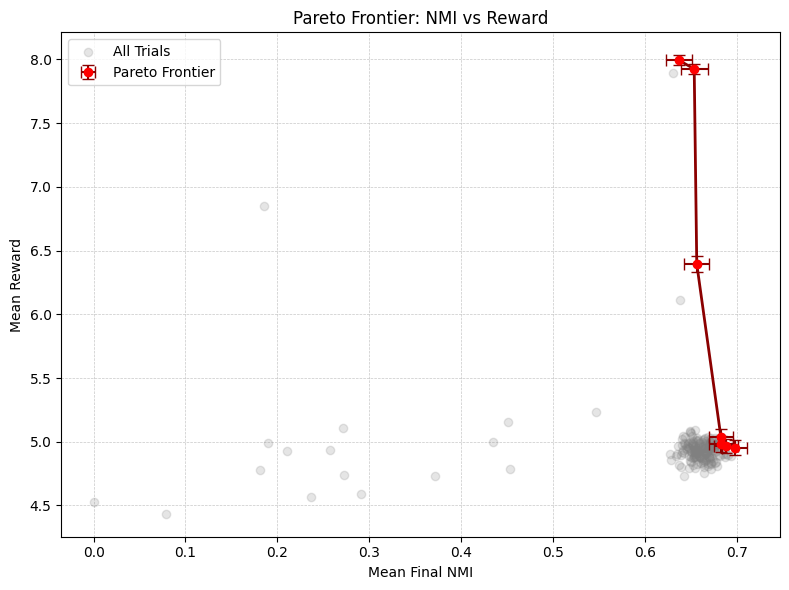 Pareto Frontier: NMI vs Reward
All Trials
Pareto Frontier
Mean Reward
8.0
7.5
7.0
6.5
6.0
5.5
5.0
4.5
0.0 0.1 0.2 0.3 0.4 0.5 0.6 0.7
Mean Final NMI